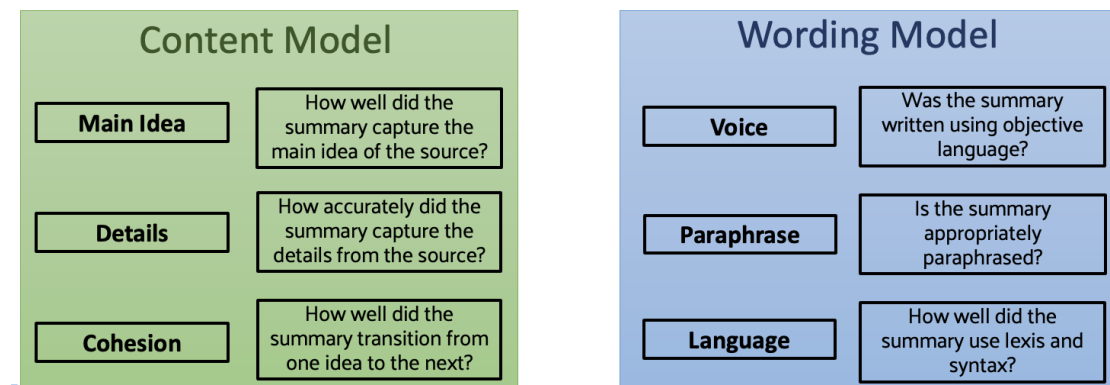 Content Model
Main Idea
How well did the
summary capture the
main idea of the source?
Details
How accurately did the
summary capture the
details from the source?
Cohesion
How well did the
summary transition from
one idea to the next?
Wording Model
Voice
Was the summary
written using objective
language?
Paraphrase
Is the summary
appropriately
paraphrased?
Language
How well did the
summary use lexis and
syntax?